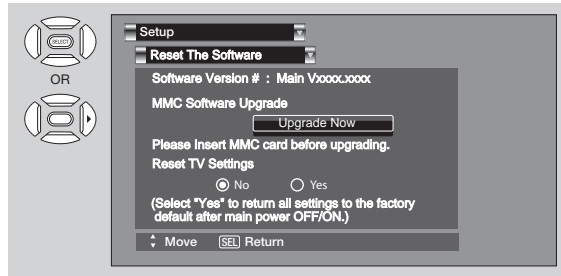 SELECT
OR
Setup
Reset The Software
Software Version # : Main Vxxxx.xxxx
MMC Software Upgrade
Upgrade Now
Please Insert MMC card before upgrading.
Reset TV Settings
No Yes
(Select "Yes" to return all settings to the factory
default after main power OFF/ON.)
Move SEL Return